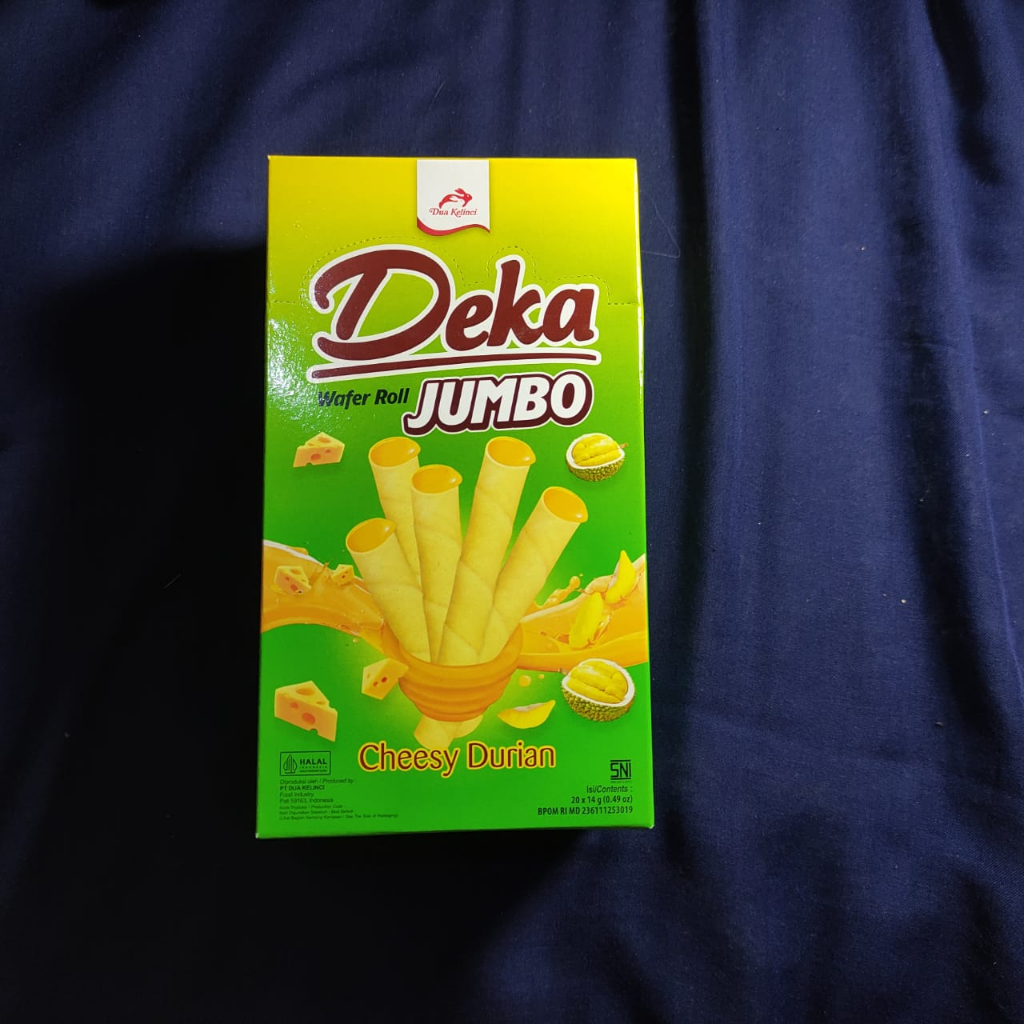 Dua Kelinci
Deka
Wafer Roll JUMBO
Cheesy Durian
HALAL
INDONESIA
Diproduksi oleh / Produced by :
PT DUA KELINCI
Food Industry
Pati 59163, Indonesia
SNI
Isi/Contents :
20 x 14 g (0.49 oz)
BPOM RI MD 236111253019